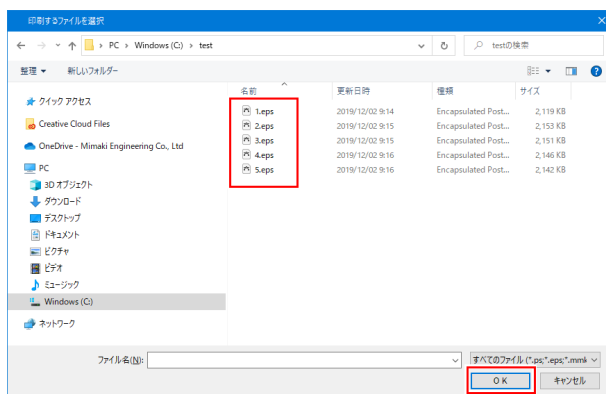 印刷するファイルを選択
PC > Windows (C:) > test
testの検索
整理 新しいフォルダー
名前 更新日時 種類 サイズ
クイック アクセス
Creative Cloud Files
OneDrive - Mimaki Engineering Co., Ltd
PC
3D オブジェクト
ダウンロード
デスクトップ
ドキュメント
ピクチャ
ビデオ
ミュージック
Windows (C:)
ネットワーク
1.eps 2019/12/02 9:14 Encapsulated Post... 2,119 KB
2.eps 2019/12/02 9:15 Encapsulated Post... 2,153 KB
3.eps 2019/12/02 9:15 Encapsulated Post... 2,151 KB
4.eps 2019/12/02 9:16 Encapsulated Post... 2,146 KB
5.eps 2019/12/02 9:16 Encapsulated Post... 2,142 KB
ファイル名(N):
すべてのファイル (*.ps;*.eps;*.mmk
OK キャンセル